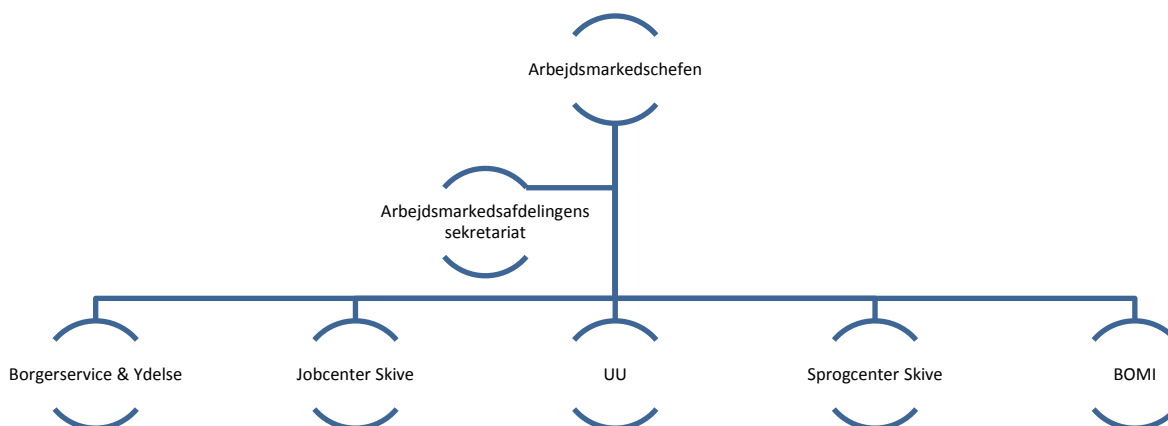 Arbejdsmarkedschefen
Arbejdsmarkedsafdelingens
sekretariat
Borgerservice & Ydelse
Jobcenter Skive
UU
Sprogcenter Skive
BOMI